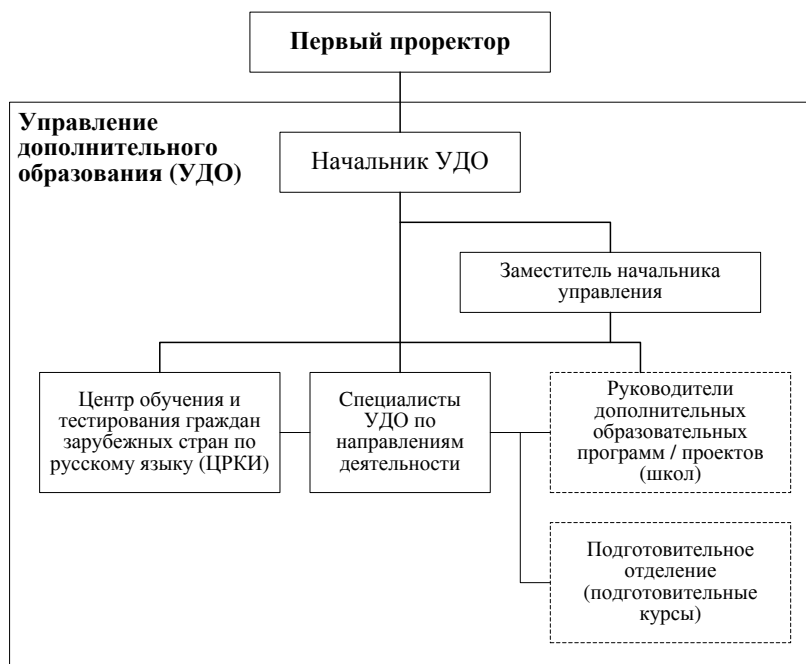 Первый проректор
Управление
дополнительного
образования (УДО)
Начальник УДО
Заместитель начальника
управления
Центр обучения и
тестирования граждан
зарубежных стран по
русскому языку (ЦРКИ)
Специалисты
УДО по
направлениям
деятельности
Руководители
дополнительных
образовательных
программ / проектов
(школ)
Подготовительное
отделение
(подготовительные
курсы)